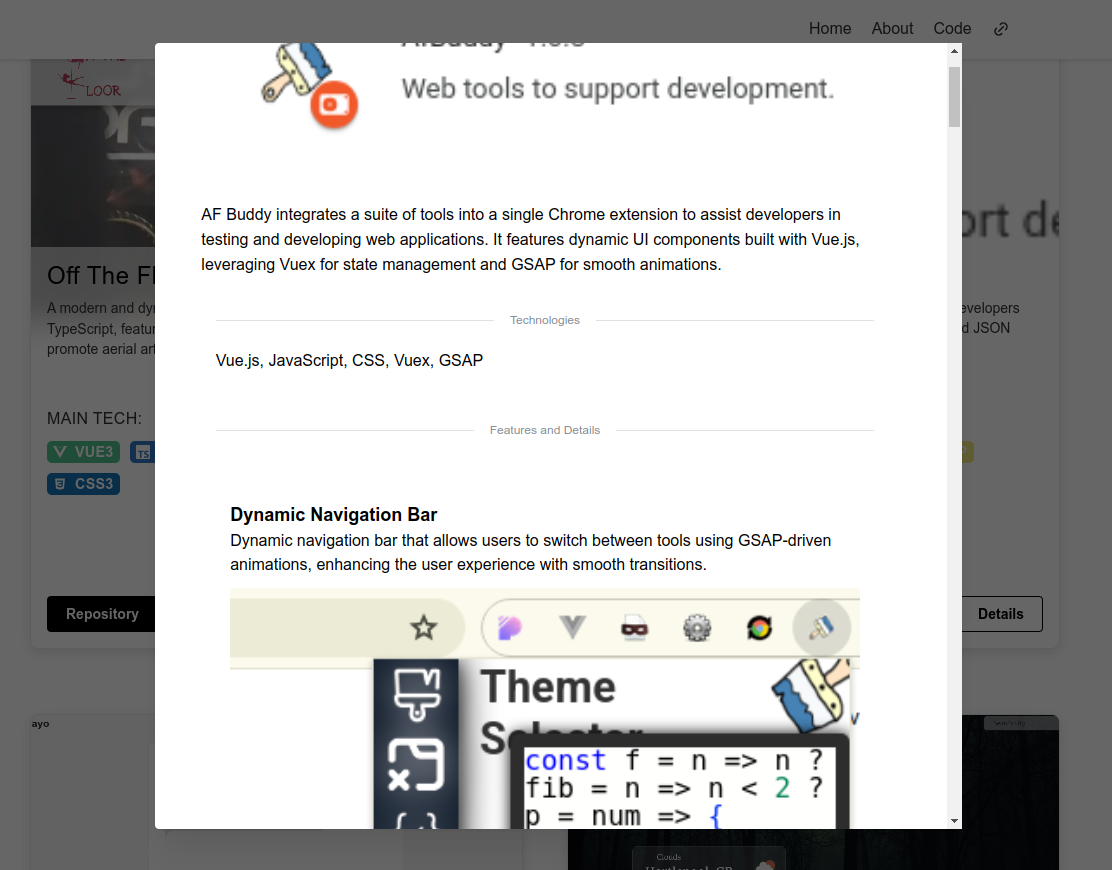 Home About Code
Web tools to support development.
LOOR
ort de
AF Buddy integrates a suite of tools into a single Chrome extension to assist developers in
testing and developing web applications. It features dynamic UI components built with Vue.js,
leveraging Vuex for state management and GSAP for smooth animations.
Off The Fl
A modern and dyn
TypeScript, featur
promote aerial art
evelopers
d JSON
Technologies
Vue.js, JavaScript, CSS, Vuex, GSAP
MAIN TECH:
VUE3
TS
CSS3
Features and Details
Dynamic Navigation Bar
Dynamic navigation bar that allows users to switch between tools using GSAP-driven
animations, enhancing the user experience with smooth transitions.
Repository
Details
Theme
Selector
v
const f = n => n ?
fib = n => n < 2 ?
p = num => {
ayo
Clouds